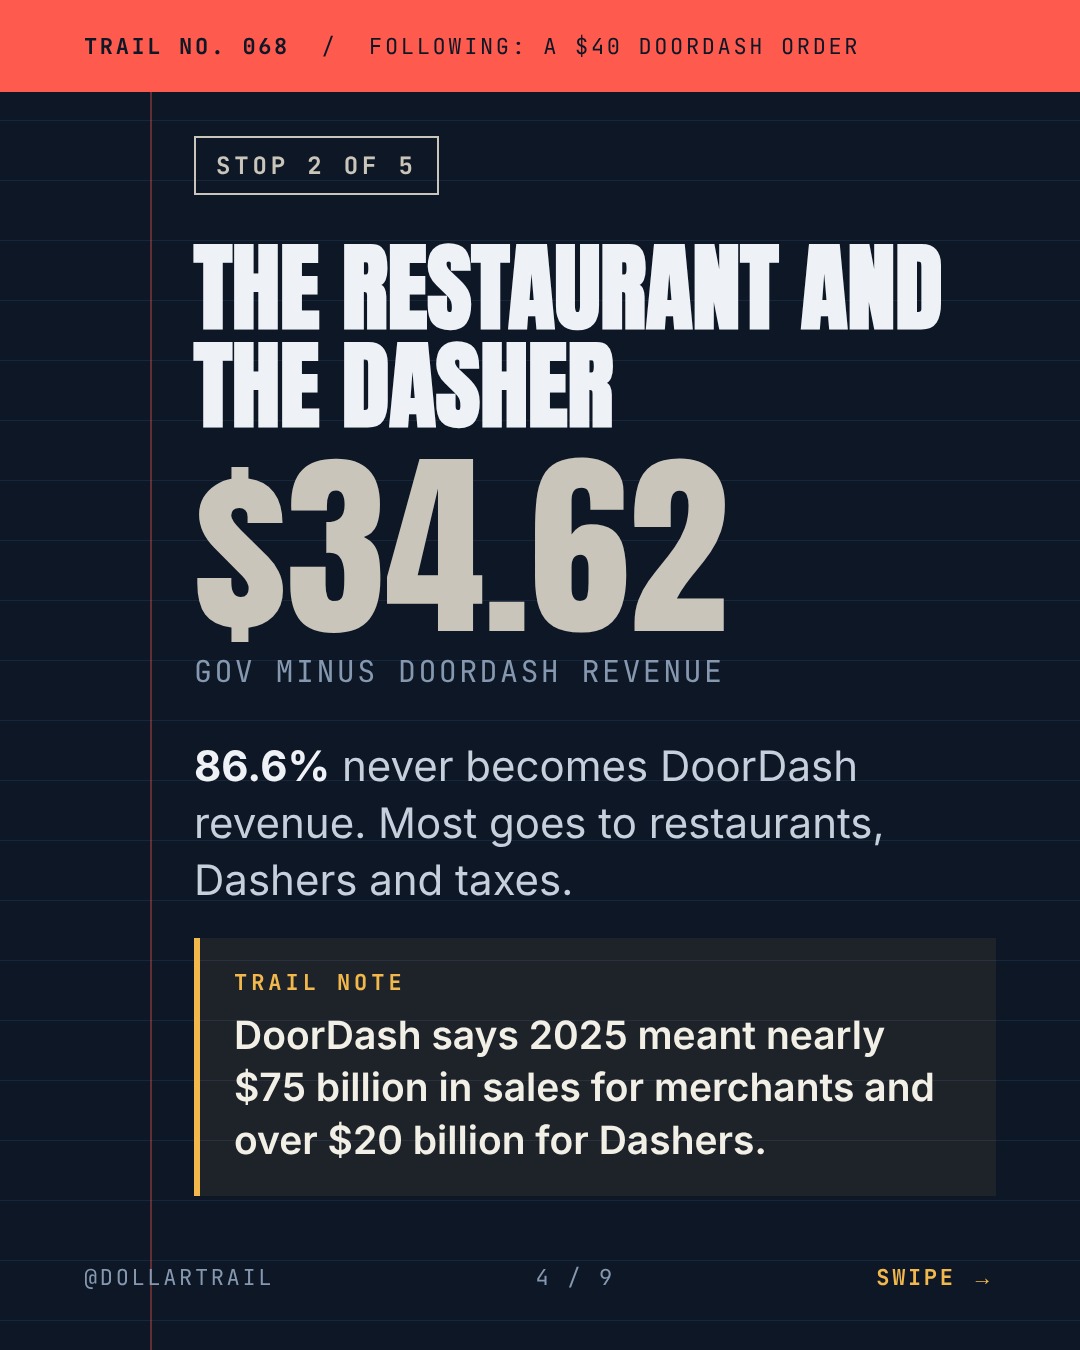 TRAIL NO. 068 / FOLLOWING: A $40 DOORDASH ORDER
STOP 2 OF 5
THE RESTAURANT AND
THE DASHER
$34.62
GOV MINUS DOORDASH REVENUE
86.6% never becomes DoorDash
revenue. Most goes to restaurants,
Dashers and taxes.
TRAIL NOTE
DoorDash says 2025 meant nearly
$75 billion in sales for merchants and
over $20 billion for Dashers.
@DOLLARTRAIL 4 / 9 SWIPE →